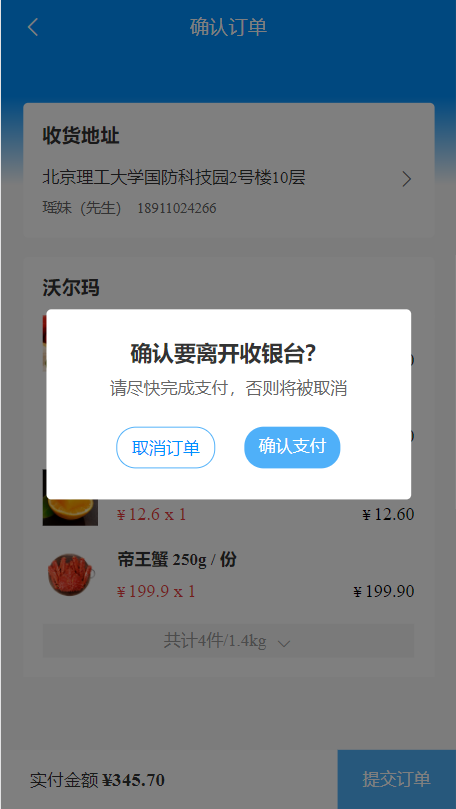 确认订单
收货地址
北京理工大学国防科技园2号楼10层
瑶妹（先生） 18911024266
沃尔玛
确认要离开收银台？
请尽快完成支付，否则将被取消
取消订单 确认支付
¥12.6 x 1 ¥12.60
帝王蟹 250g / 份
¥199.9 x 1 ¥199.90
共计4件/1.4kg
实付金额 ¥345.70 提交订单